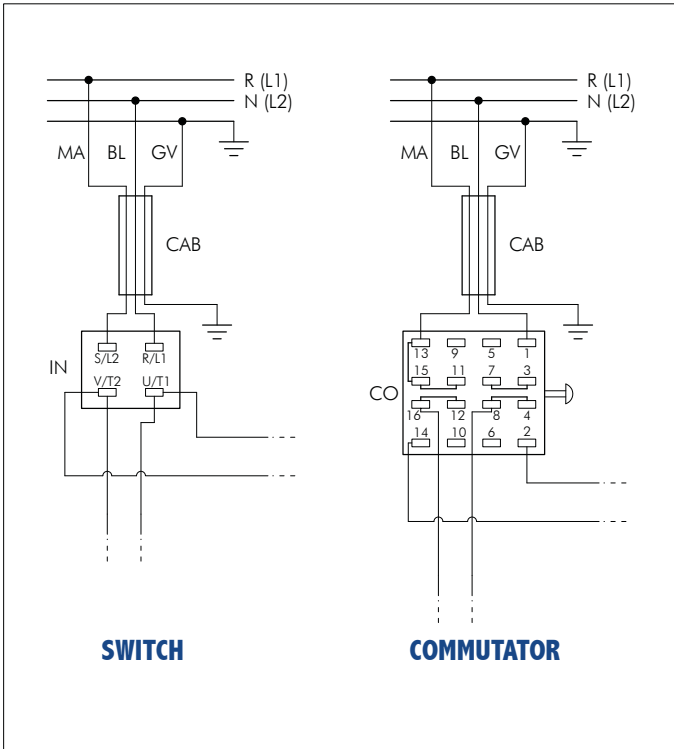 R (L1)
N (L2)
MA BL GV
CAB
IN
S/L2 R/L1
V/T2 U/T1
SWITCH
R (L1)
N (L2)
MA BL GV
CAB
CO
13 9 5 1
15 11 7 3
16 12 8 4
14 10 6 2
COMMUTATOR